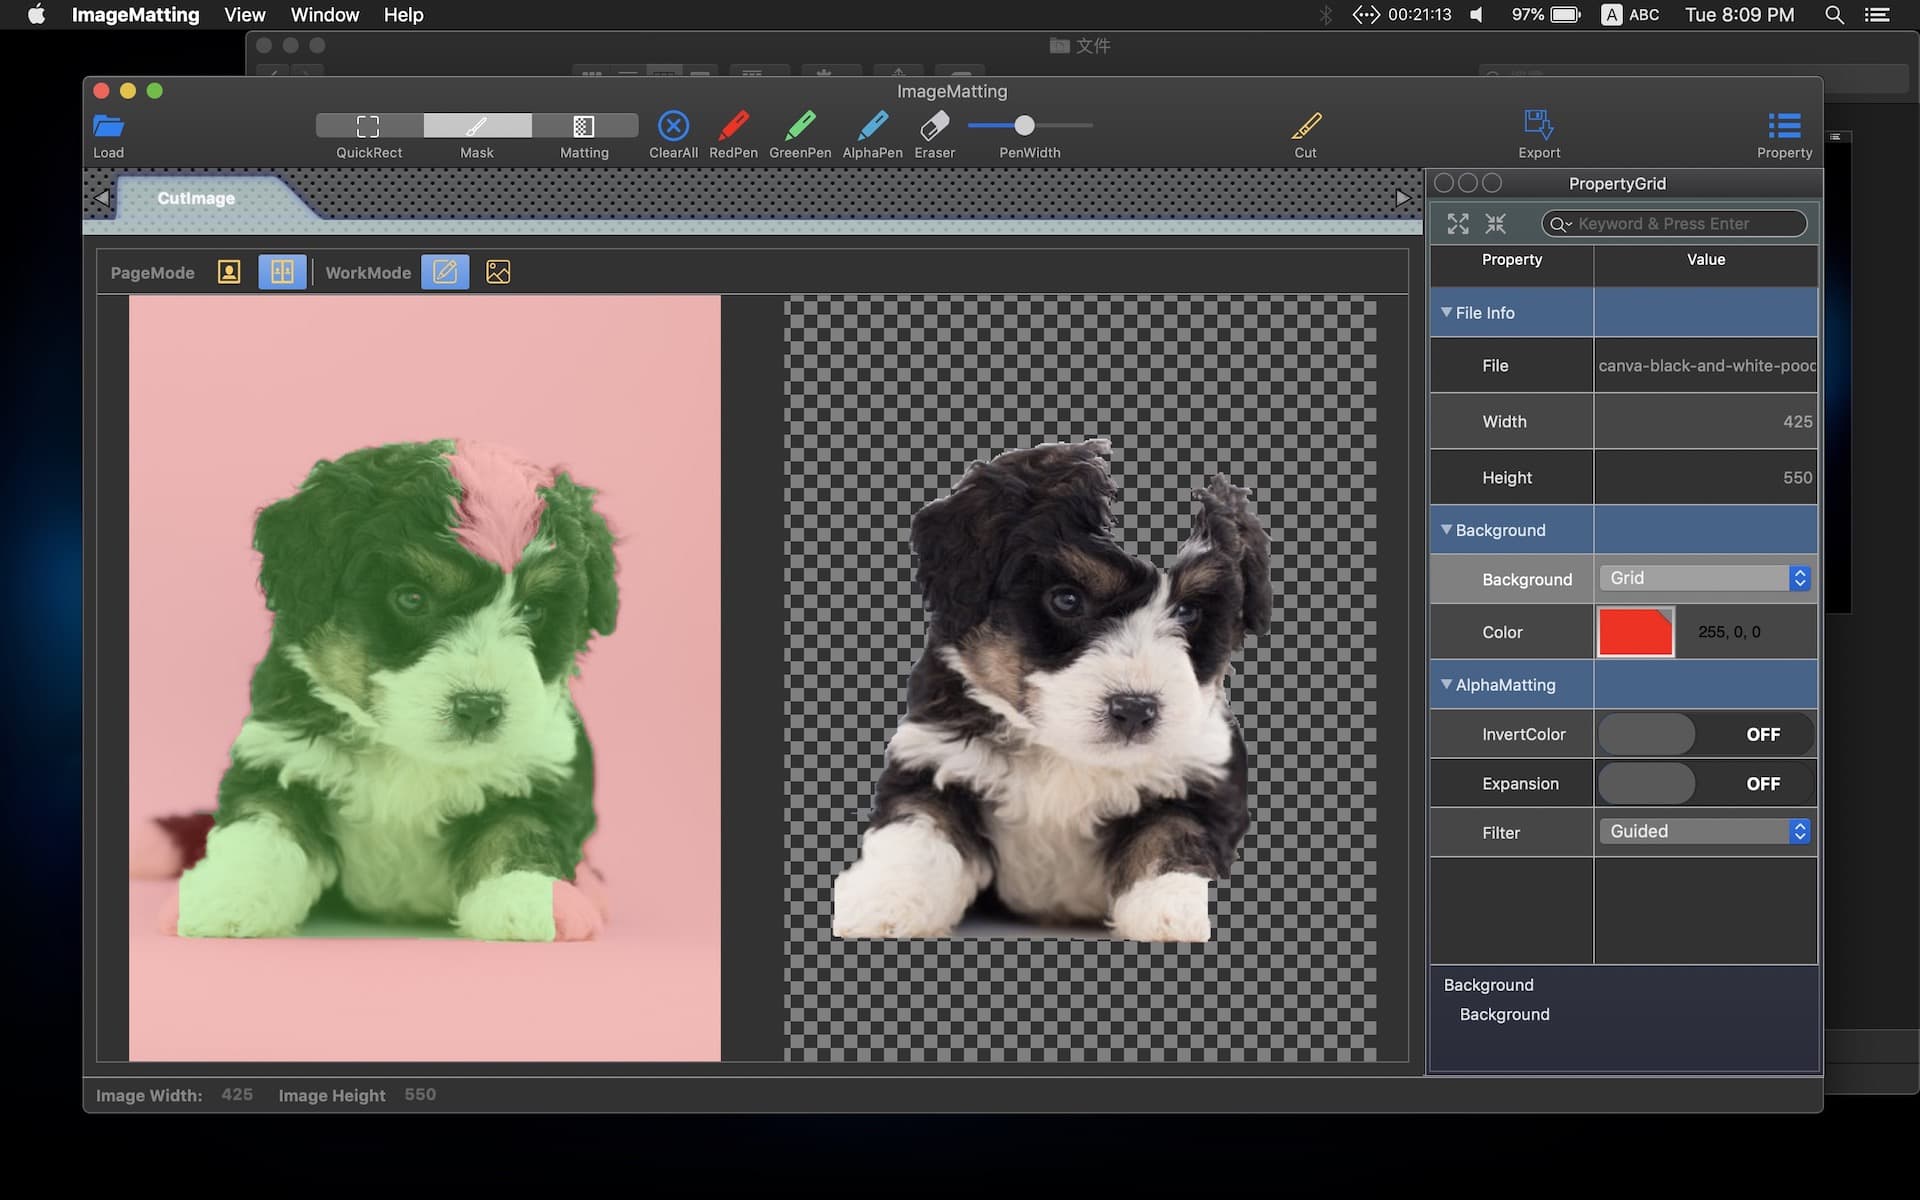 ImageMatting View Window Help 00:21:13 97% A ABC Tue 8:09 PM
文件
ImageMatting
Load QuickRect Mask Matting ClearAll RedPen GreenPen AlphaPen Eraser PenWidth Cut Export Property
CutImage
PageMode WorkMode
PropertyGrid
Keyword & Press Enter
Property Value
File Info
File canva-black-and-white-pooc
Width 425
Height 550
Background
Background Grid
Color 255, 0, 0
AlphaMatting
InvertColor OFF
Expansion OFF
Filter Guided
Background
Background
Image Width: 425 Image Height 550